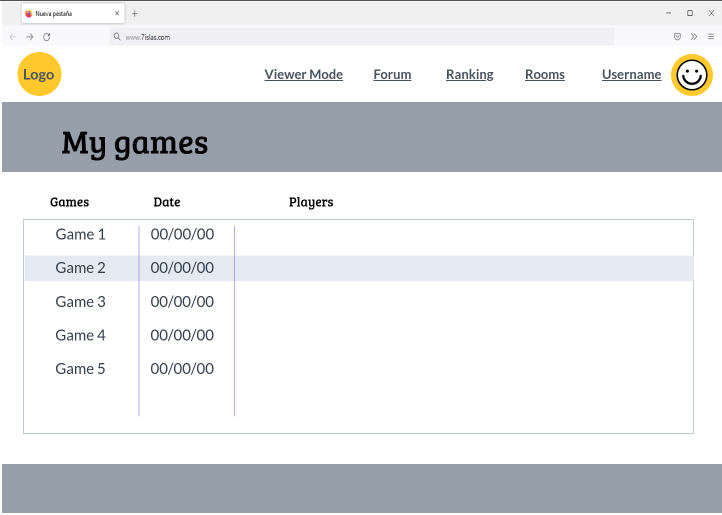 Nueva pestaña
www.7islas.com
Logo Viewer Mode Forum Ranking Rooms Username
My games
Games Date Players
Game 1 00/00/00
Game 2 00/00/00
Game 3 00/00/00
Game 4 00/00/00
Game 5 00/00/00